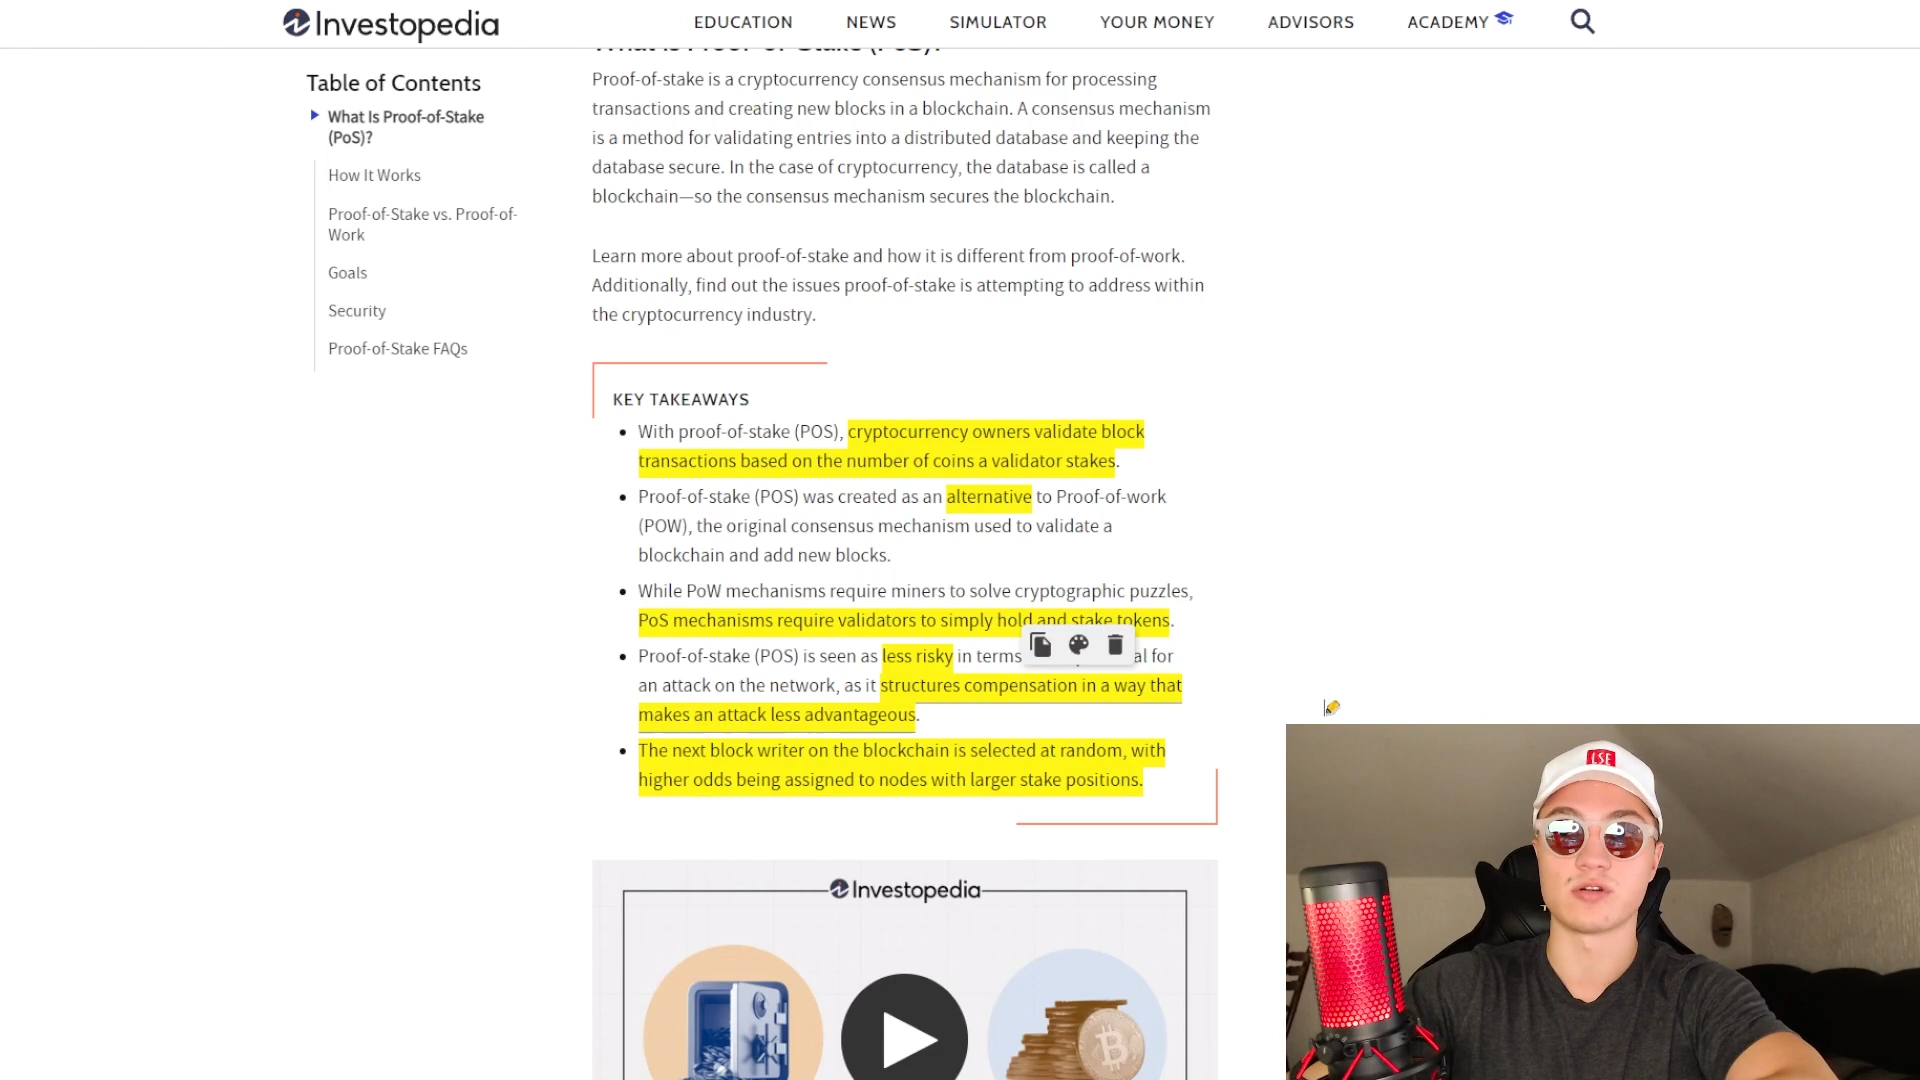 Investopedia
EDUCATION
NEWS
SIMULATOR
YOUR MONEY
ADVISORS
ACADEMY
Table of Contents
What Is Proof-of-Stake
(PoS)?
How It Works
Proof-of-Stake vs. Proof-of-
Work
Goals
Security
Proof-of-Stake FAQs
What Is Proof-of-Stake (PoS)?
Proof-of-stake is a cryptocurrency consensus mechanism for processing
transactions and creating new blocks in a blockchain. A consensus mechanism
is a method for validating entries into a distributed database and keeping the
database secure. In the case of cryptocurrency, the database is called a
blockchain—so the consensus mechanism secures the blockchain.
Learn more about proof-of-stake and how it is different from proof-of-work.
Additionally, find out the issues proof-of-stake is attempting to address within
the cryptocurrency industry.
KEY TAKEAWAYS
With proof-of-stake (POS), cryptocurrency owners validate block
transactions based on the number of coins a validator stakes.
Proof-of-stake (POS) was created as an alternative to Proof-of-work
(POW), the original consensus mechanism used to validate a
blockchain and add new blocks.
While PoW mechanisms require miners to solve cryptographic puzzles,
PoS mechanisms require validators to simply hold and stake tokens.
Proof-of-stake (POS) is seen as less risky in terms al for
an attack on the network, as it structures compensation in a way that
makes an attack less advantageous.
The next block writer on the blockchain is selected at random, with
higher odds being assigned to nodes with larger stake positions.
Investopedia
LSE